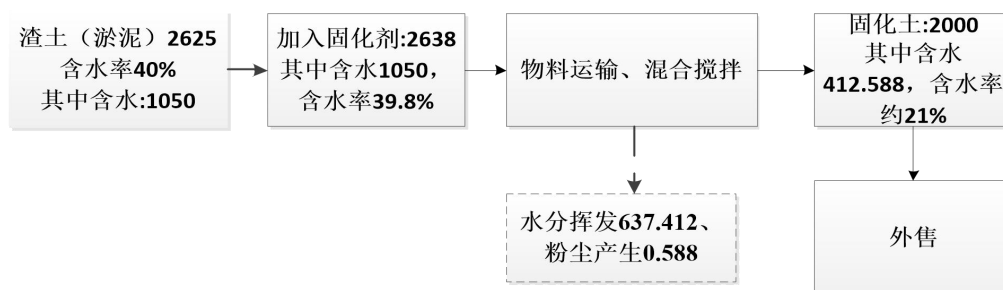 渣土（淤泥）2625
含水率40%
其中含水:1050
加入固化剂:2638
其中含水1050，
含水率39.8%
物料运输、混合搅拌
固化土:2000
其中含水
412.588，含水率
约21%
水分挥发637.412、
粉尘产生0.588
外售